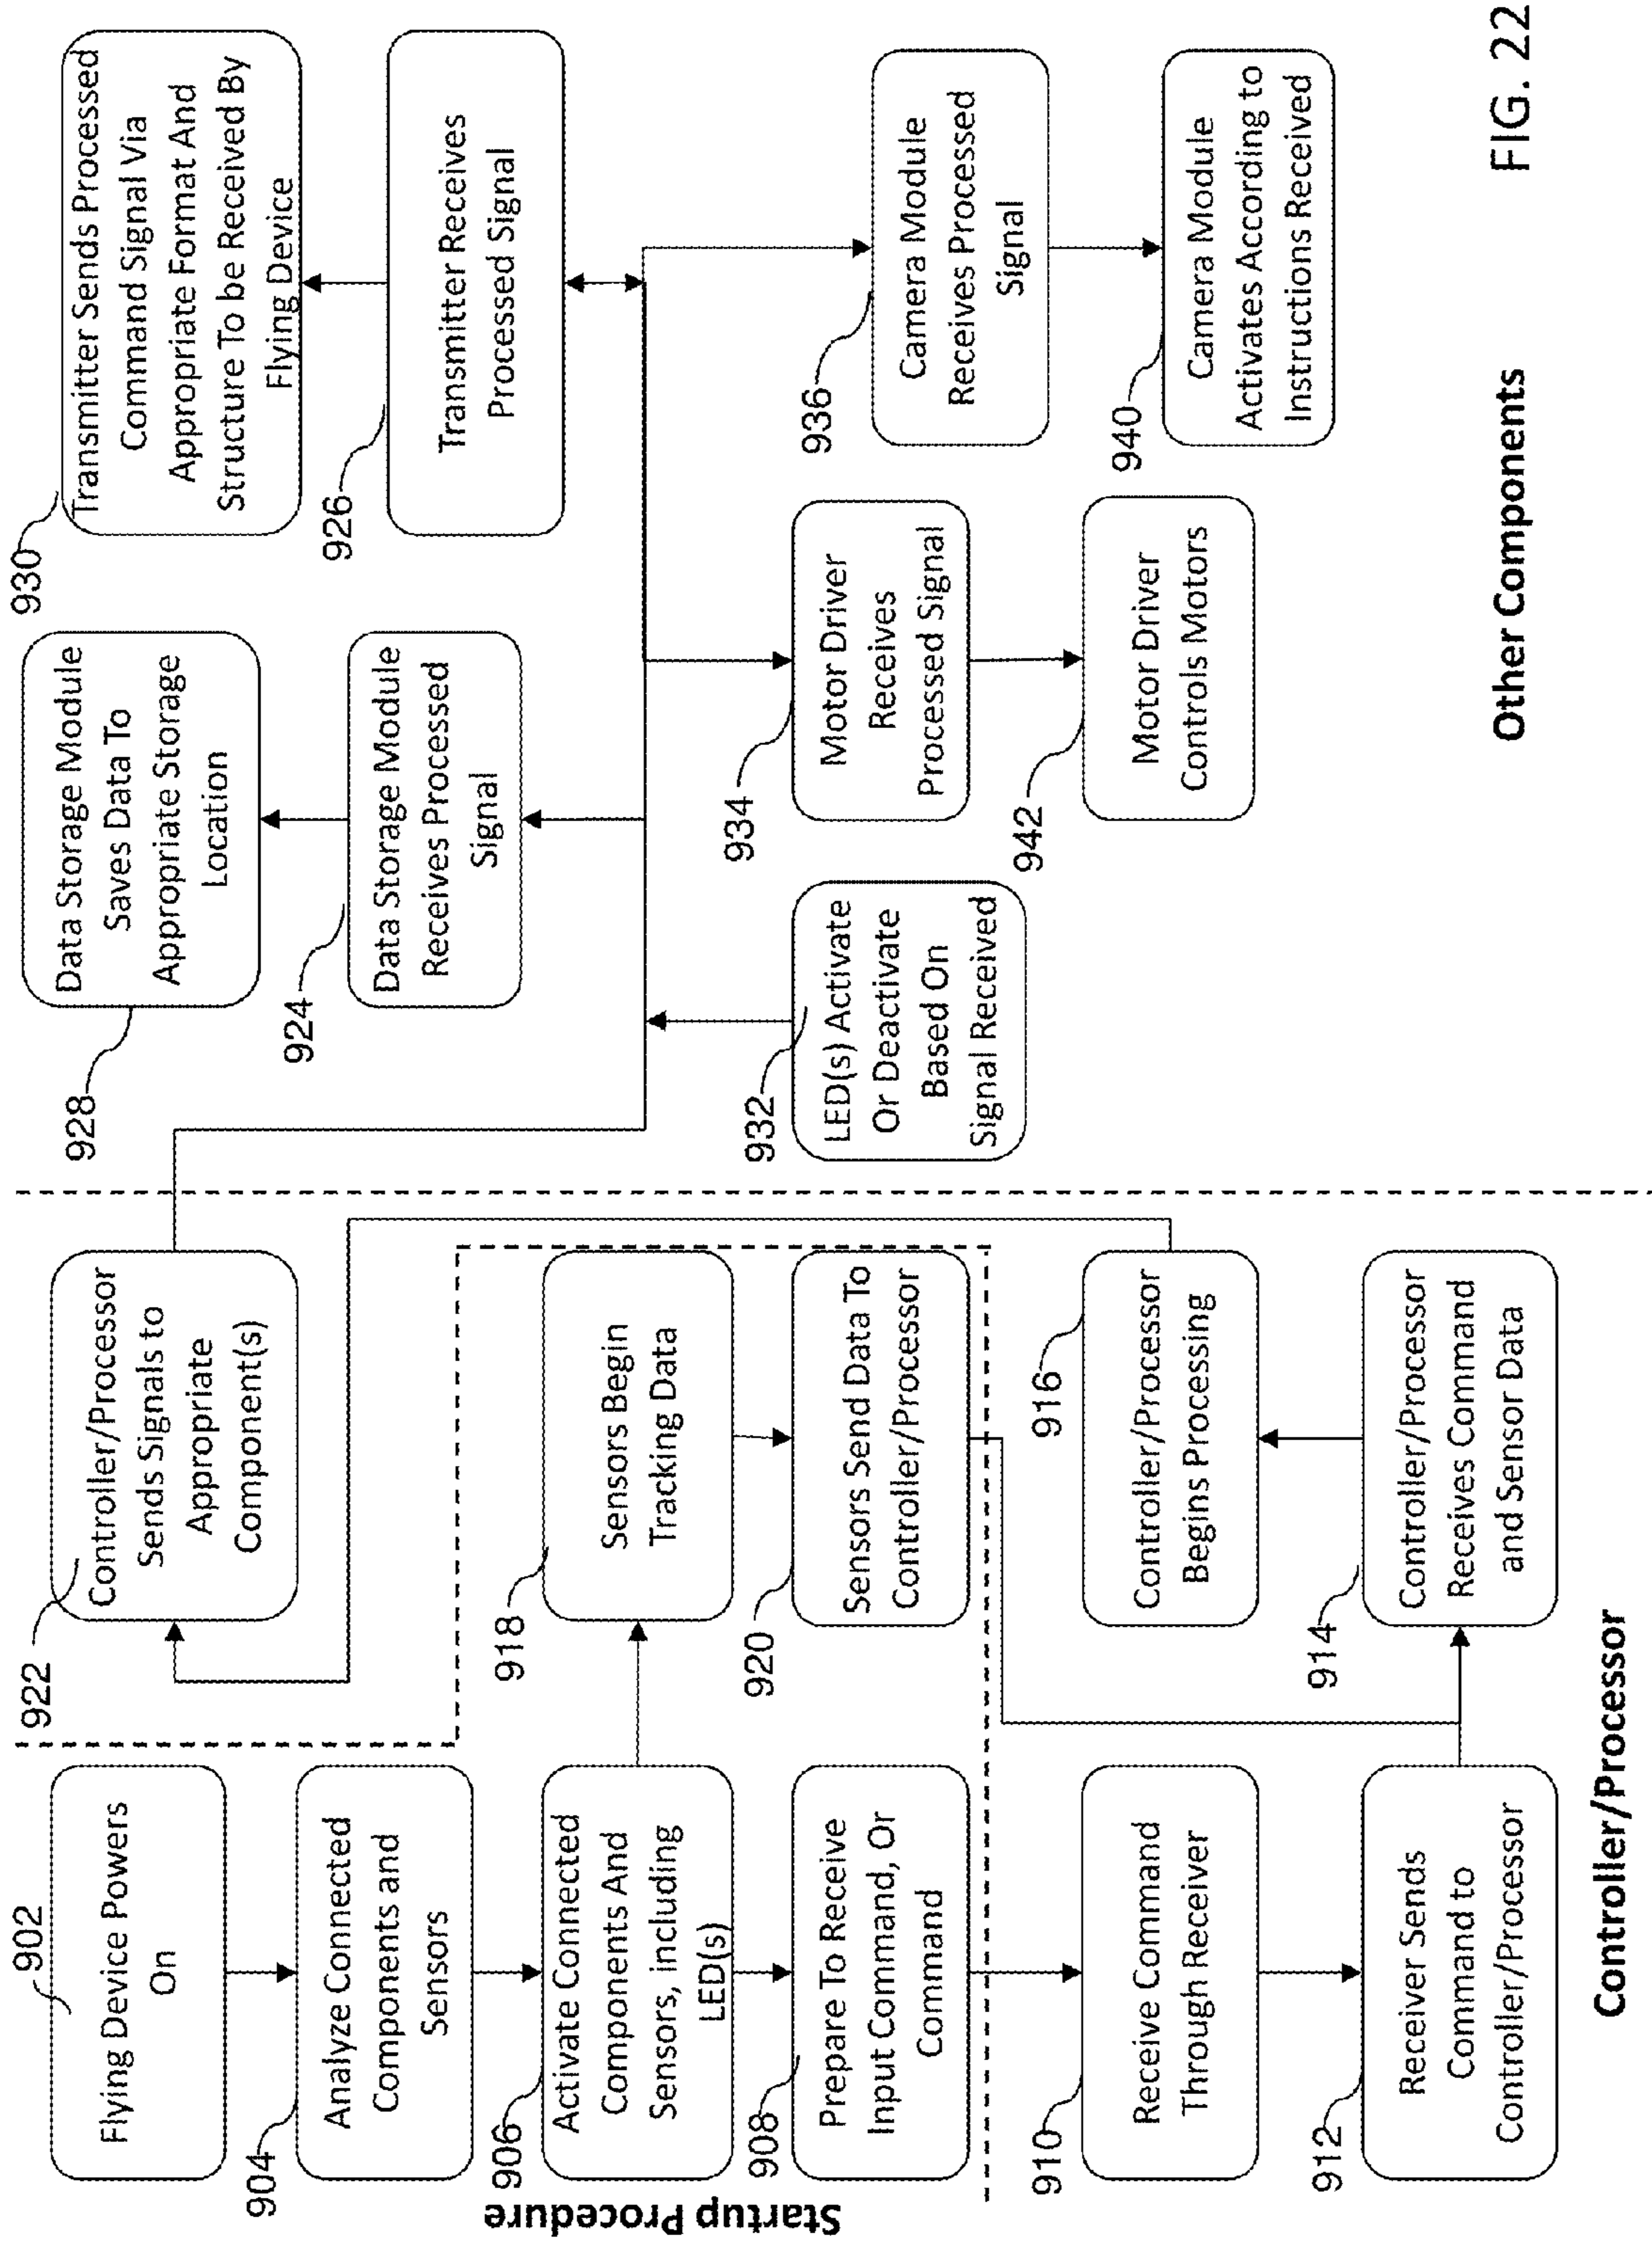 902
Flying Device Powers
On
904
Analyze Connected
Components and
Sensors
906
Activate Connected
Components And
Sensors, including
LED(s)
908
Prepare To Receive
Input Command, Or
Command
Startup Procedure
910
Receive Command
Through Receiver
912
Receiver Sends
Command to
Controller/Processor
922
Controller/Processor
Sends Signals to
Appropriate
Component(s)
918
Sensors Begin
Tracking Data
920
Sensors Send Data To
Controller/Processor
916
Controller/Processor
Begins Processing
914
Controller/Processor
Receives Command
and Sensor Data
Controller/Processor
928
Data Storage Module
Saves Data To
Appropriate Storage
Location
924
Data Storage Module
Receives Processed
Signal
932
LED(s) Activate
Or Deactivate
Based On
Signal Received
930
Transmitter Sends Processed
Command Signal Via
Appropriate Format And
Structure To be Received By
Flying Device
926
Transmitter Receives
Processed Signal
934
Motor Driver
Receives
Processed Signal
942
Motor Driver
Controls Motors
936
Camera Module
Receives Processed
Signal
940
Camera Module
Activates According to
Instructions Received
Other Components
FIG. 22